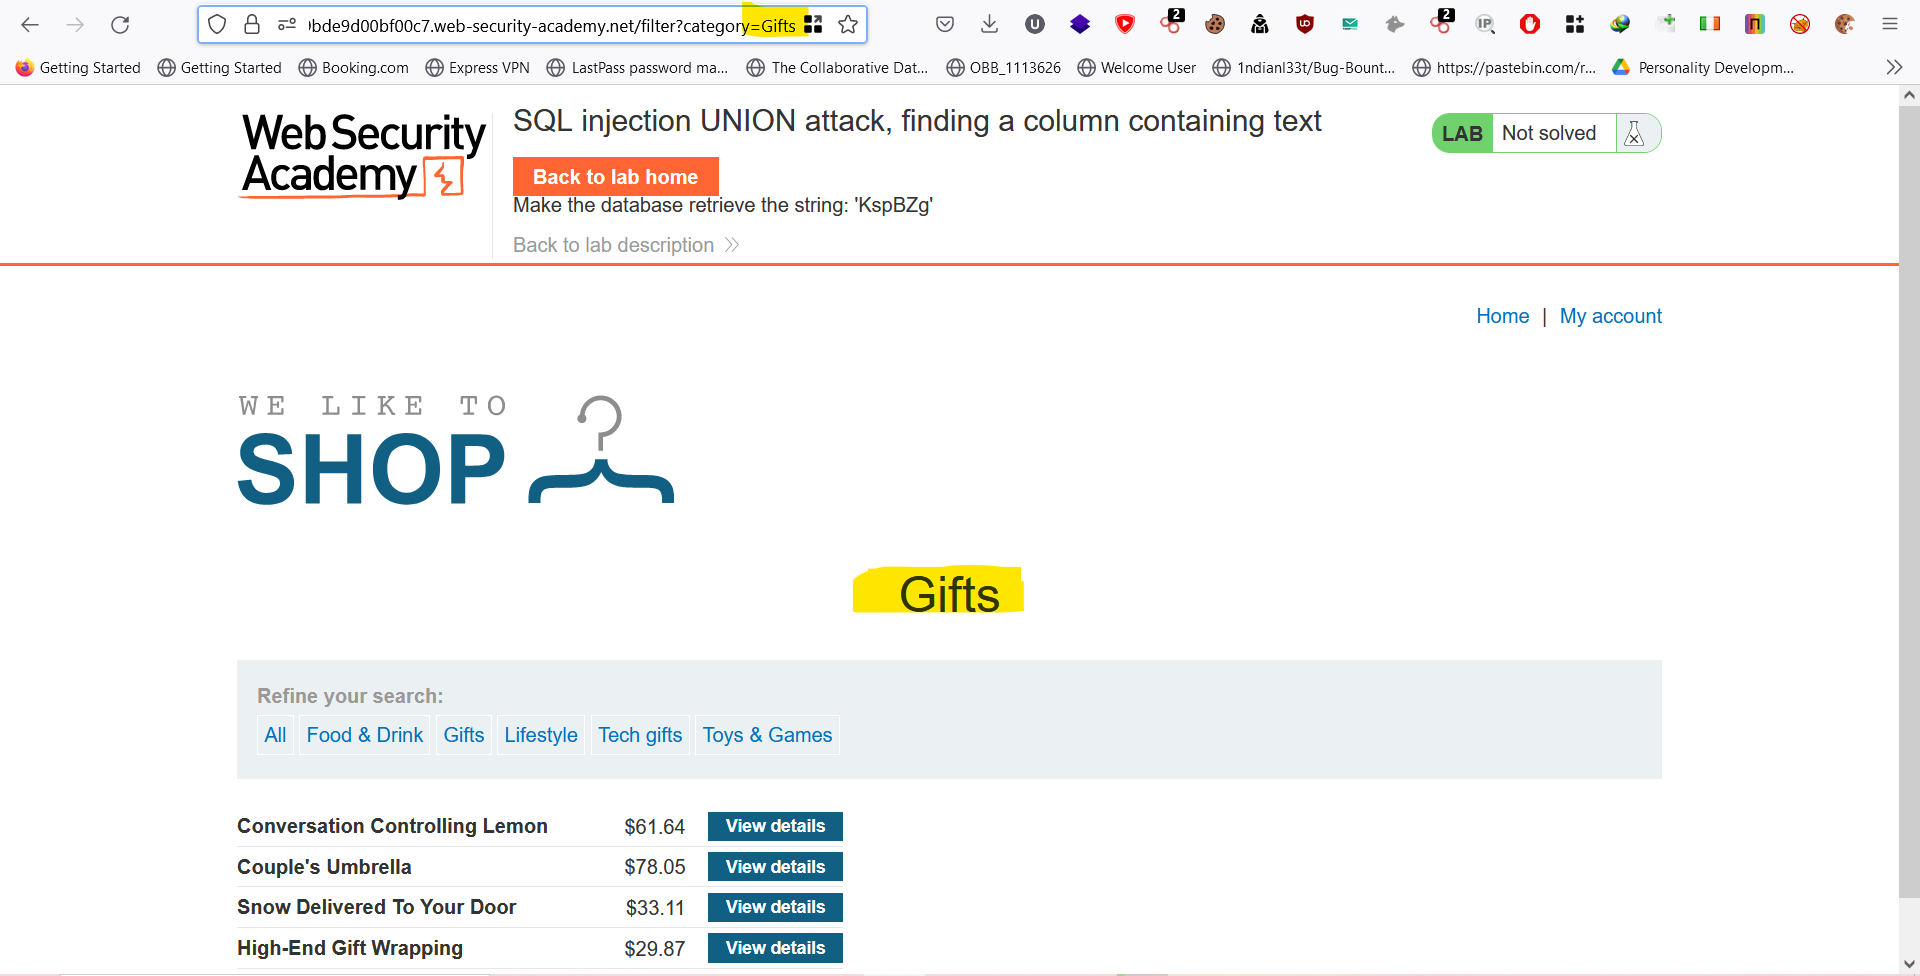 )bde9d00bf00c7.web-security-academy.net/filter?category=Gifts
2
2
Getting Started
Getting Started
Booking.com
Express VPN
LastPass password ma...
The Collaborative Dat...
OBB_1113626
Welcome User
1ndianl33t/Bug-Bount...
https://pastebin.com/r...
Personality Developm...
Web Security
Academy
SQL injection UNION attack, finding a column containing text
Back to lab home
Make the database retrieve the string: 'KspBZg'
Back to lab description
LAB Not solved
Home | My account
WE LIKE TO
SHOP
Gifts
Refine your search:
All Food & Drink Gifts Lifestyle Tech gifts Toys & Games
Conversation Controlling Lemon $61.64 View details
Couple's Umbrella $78.05 View details
Snow Delivered To Your Door $33.11 View details
High-End Gift Wrapping $29.87 View details